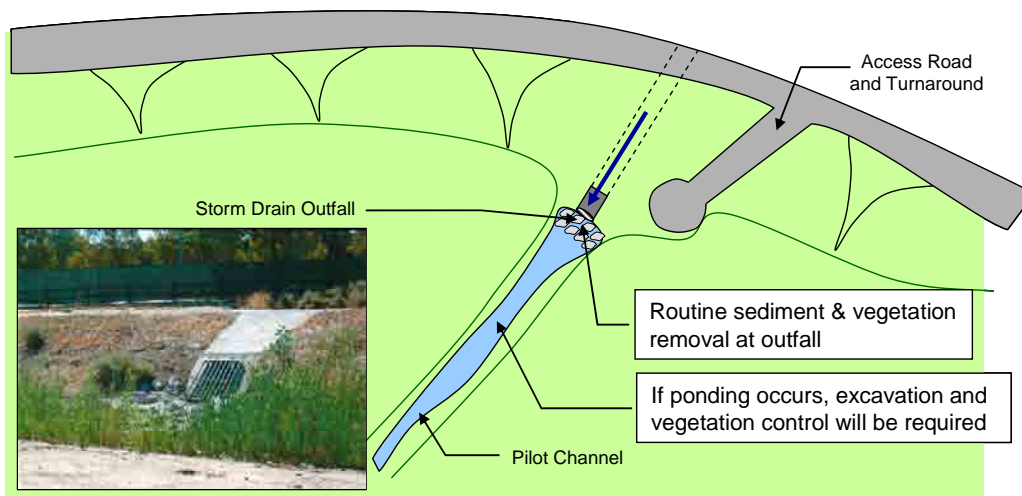 Access Road
and Turnaround
Storm Drain Outfall
Routine sediment & vegetation
removal at outfall
If ponding occurs, excavation and
vegetation control will be required
Pilot Channel